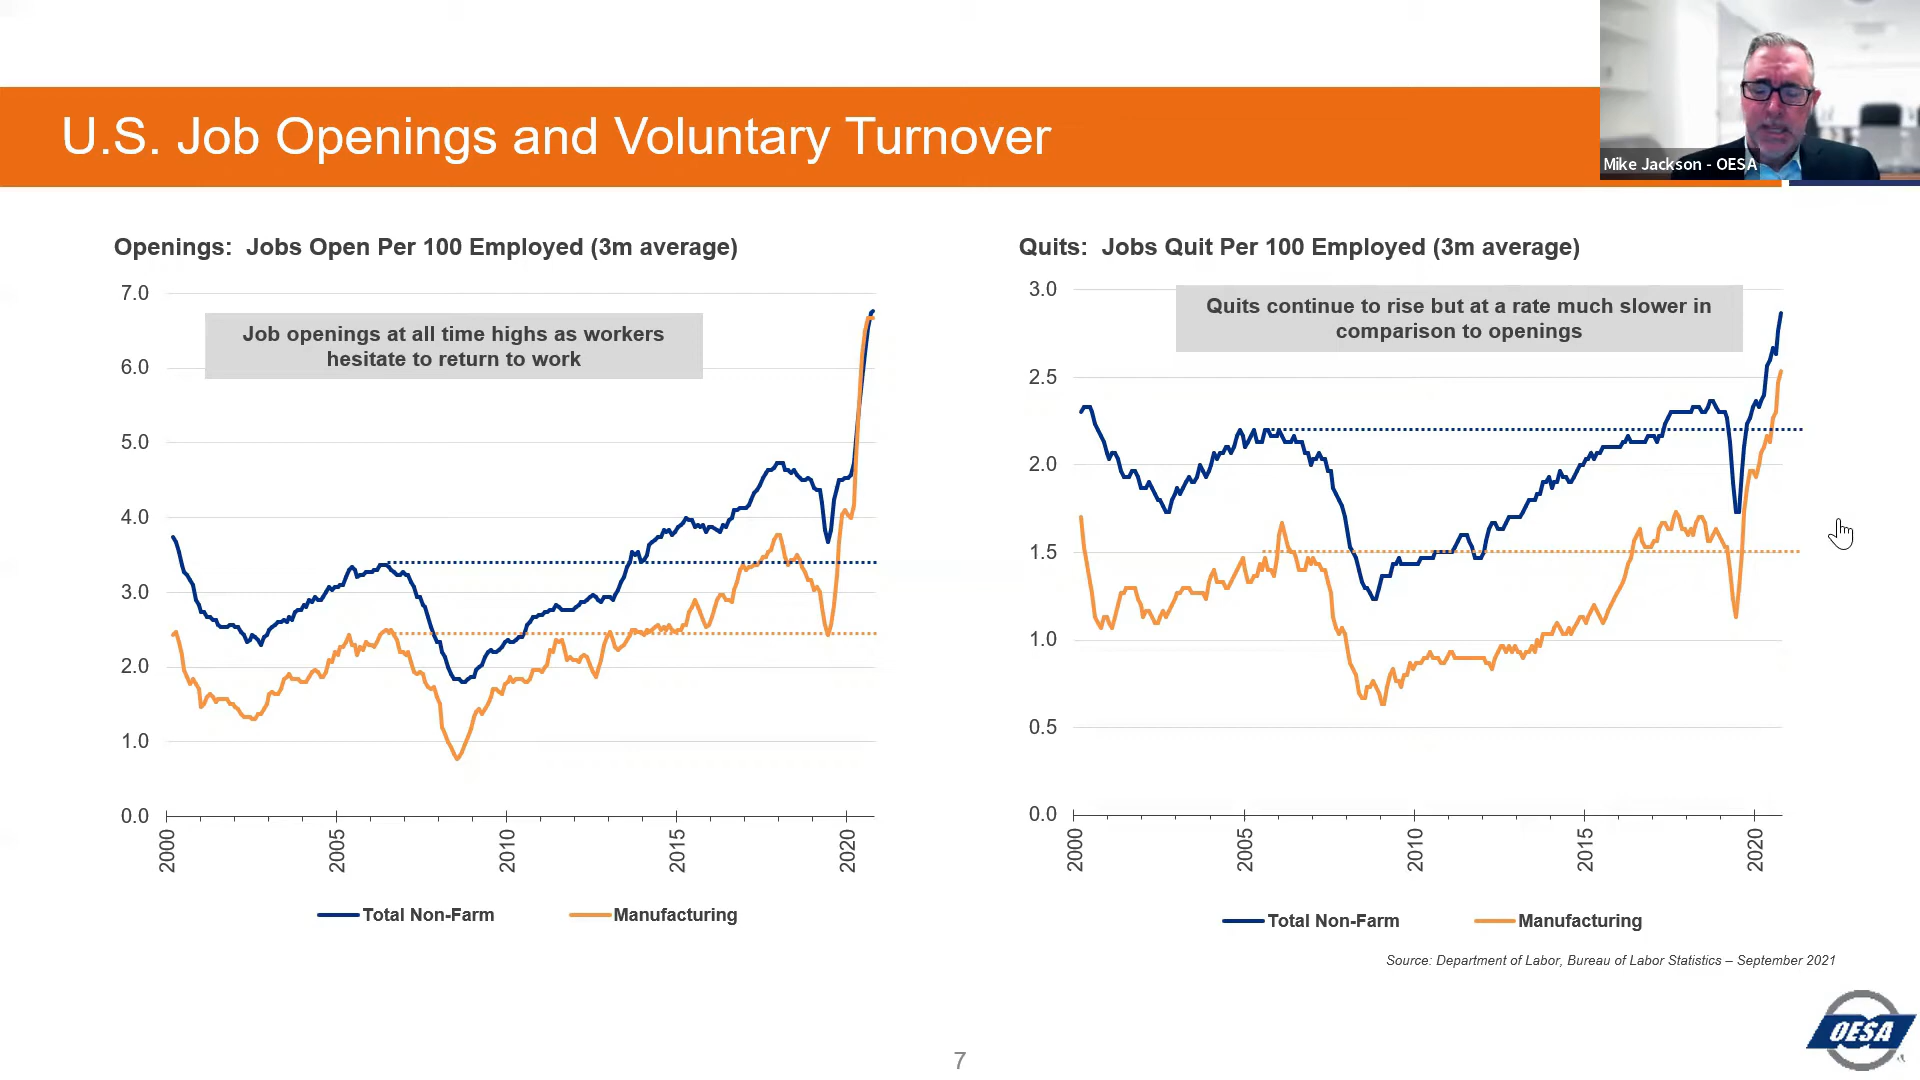 U.S. Job Openings and Voluntary Turnover
Mike Jackson - OESA
Openings:  Jobs Open Per 100 Employed (3m average)
7.0
6.0
5.0
4.0
3.0
2.0
1.0
0.0
Job openings at all time highs as workers
hesitate to return to work
2000
2005
2010
2015
2020
Total Non-Farm
Manufacturing
Quits:  Jobs Quit Per 100 Employed (3m average)
3.0
2.5
2.0
1.5
1.0
0.5
0.0
Quits continue to rise but at a rate much slower in
comparison to openings
2000
2005
2010
2015
2020
Total Non-Farm
Manufacturing
Source: Department of Labor, Bureau of Labor Statistics – September 2021
OESA
7